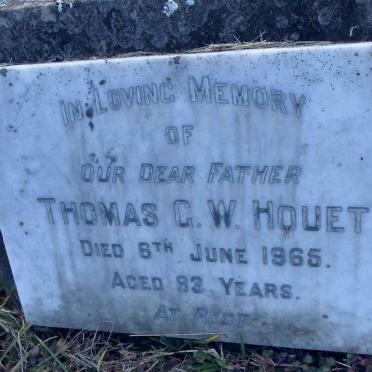 IN LOVING MEMORY
OF
OUR DEAR FATHER
THOMAS G. W. HOUET
DIED 6TH JUNE 1965.
AGED 83 YEARS.
AT REST